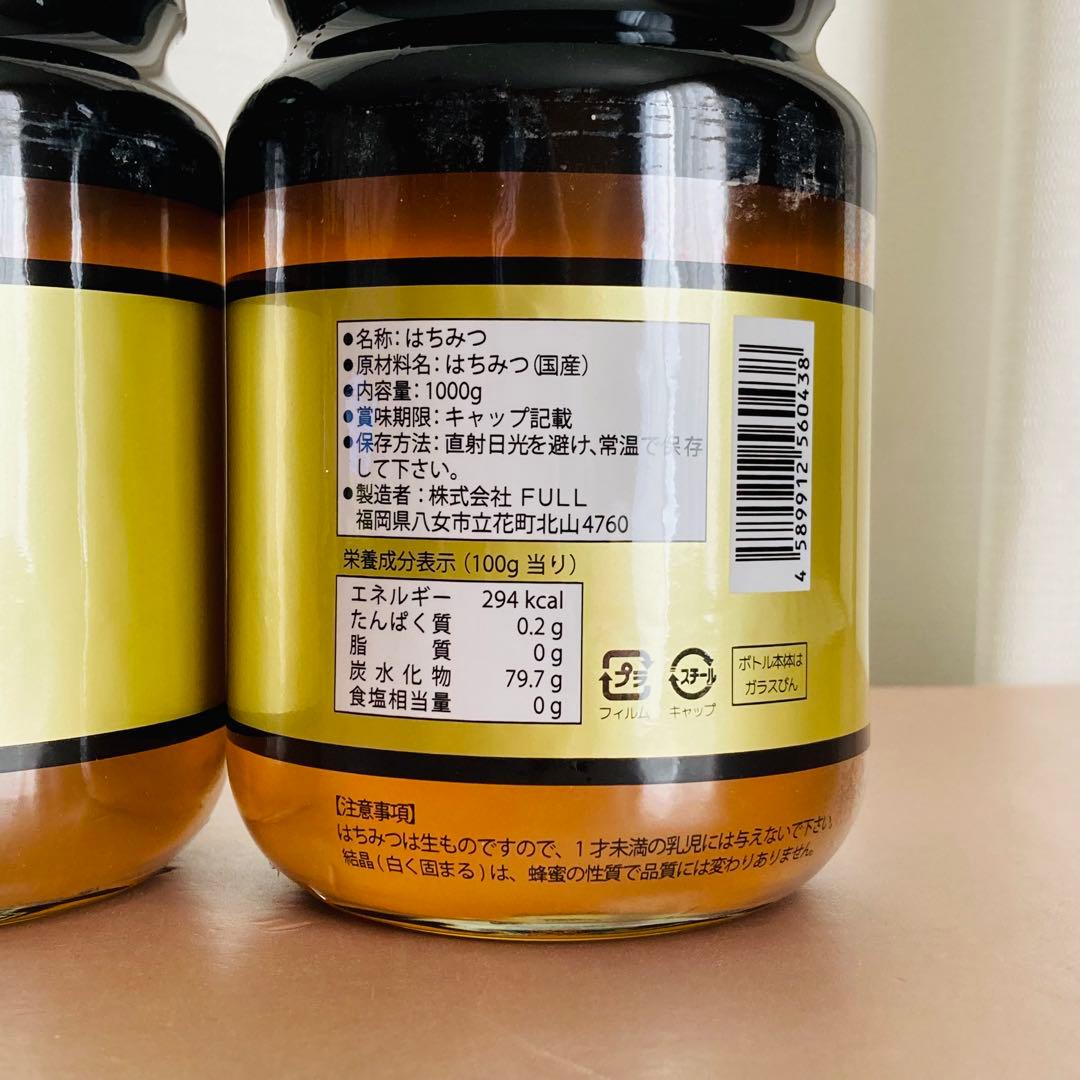 ●名称：はちみつ
●原材料名：はちみつ（国産）
●内容量：1000g
●賞味期限：キャップ記載
●保存方法：直射日光を避け、常温で保存
して下さい。
●製造者：株式会社 FULL
福岡県八女市立花町北山4760
栄養成分表示（100g 当り）
エネルギー 294 kcal
たんぱく質 0.2 g
脂質 0 g
炭水化物 79.7 g
食塩相当量 0 g
4 589912 560438
プラ
フィルム
スチール
キャップ
ボトル本体は
ガラスびん
【注意事項】
はちみつは生ものですので、1才未満の乳児には与えないで下さい。
結晶(白く固まる)は、蜂蜜の性質で品質には変わりありません。